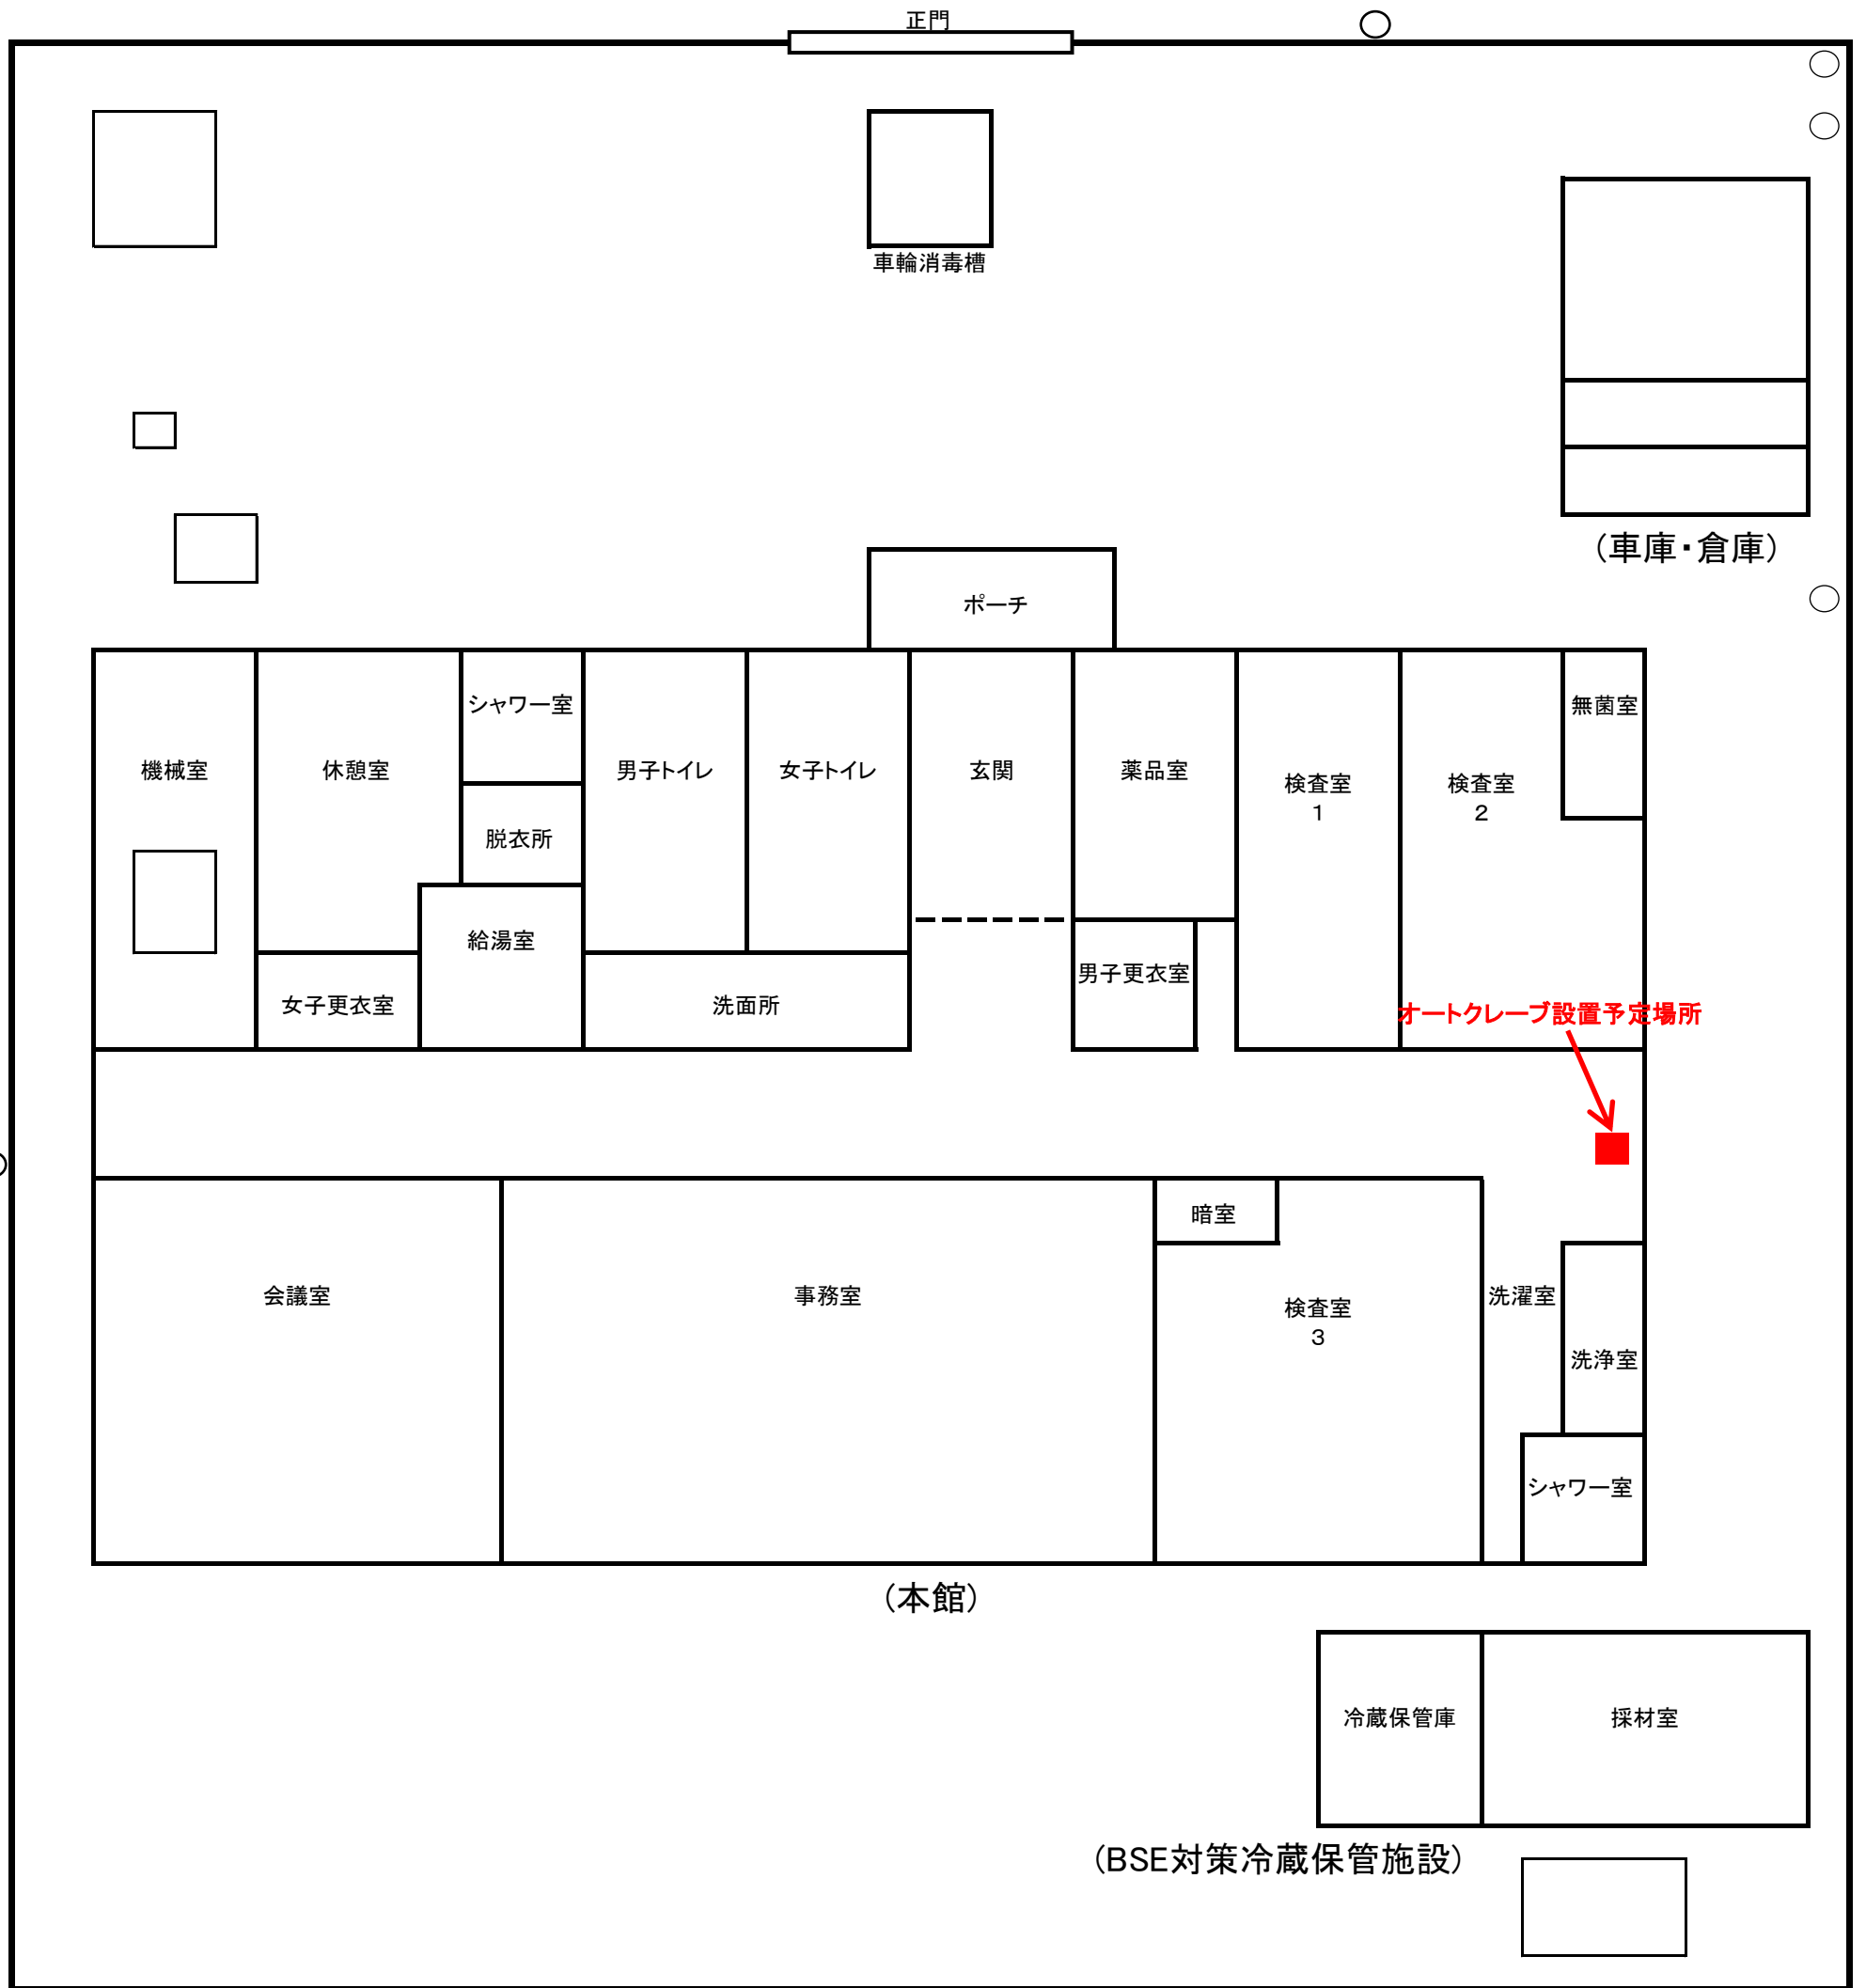 正門
車輪消毒槽
(車庫・倉庫)
ポーチ
シャワー室
無菌室
機械室
休憩室
男子トイレ
女子トイレ
玄関
薬品室
検査室
1
検査室
2
脱衣所
給湯室
男子更衣室
女子更衣室
洗面所
オートクレーブ設置予定場所
暗室
会議室
事務室
検査室
3
洗濯室
洗浄室
シャワー室
(本館)
冷蔵保管庫
採材室
(BSE対策冷蔵保管施設)